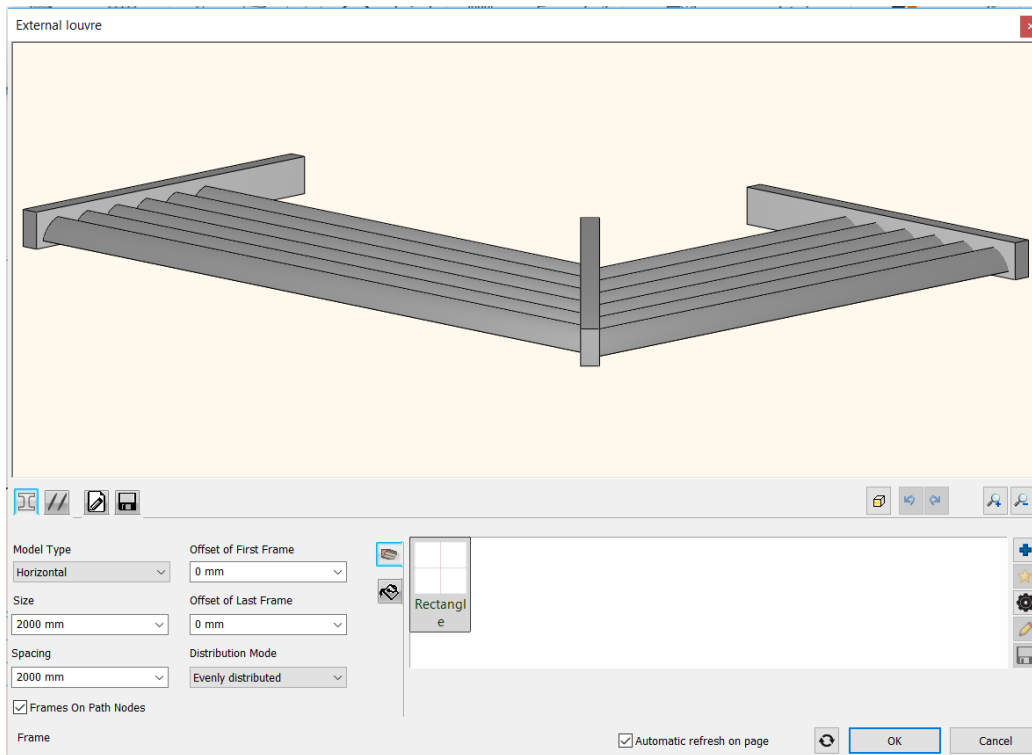 External louvre
Model Type
Offset of First Frame
Horizontal
0 mm
Size
Offset of Last Frame
2000 mm
0 mm
Spacing
Distribution Mode
2000 mm
Evenly distributed
Frames On Path Nodes
Rectangl
e
Frame
Automatic refresh on page
OK
Cancel